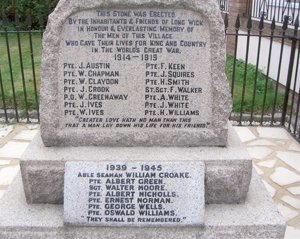 THIS STONE WAS ERECTED
BY THE INHABITANTS & FRIENDS OF LONG WICK
IN HONOUR & EVERLASTING MEMORY OF
THE MEN OF THIS VILLAGE
WHO GAVE THEIR LIVES FOR KING AND COUNTRY
IN THE WORLD'S GREAT WAR.
1914-1919
PTE. J. AUSTIN PTE. F. KEEN
PTE. W. CHAPMAN PTE. J. SQUIRES
PTE. W. CLAYDON PTE. H. SMITH
PTE. J. CROOK ST.SGT. F. WALKER
P.O. W. GREENAWAY PTE. A. WHITE
PTE. J. IVES PTE. J. WHITE
PTE. W. IVES PTE. H. WILLIAMS
"GREATER LOVE HATH NO MAN THAN THIS
THAT A MAN LAY DOWN HIS LIFE FOR HIS FRIENDS"
1939 - 1945
ABLE SEAMAN WILLIAM CROAKE.
PTE. ALBERT GREEN.
SGT. WALTER MOORE.
PTE. ALBERT NICHOLLS.
PTE. ERNEST NORMAN.
PTE. GEORGE WELLS.
PTE. OSWALD WILLIAMS.
"THEY SHALL BE REMEMBERED."